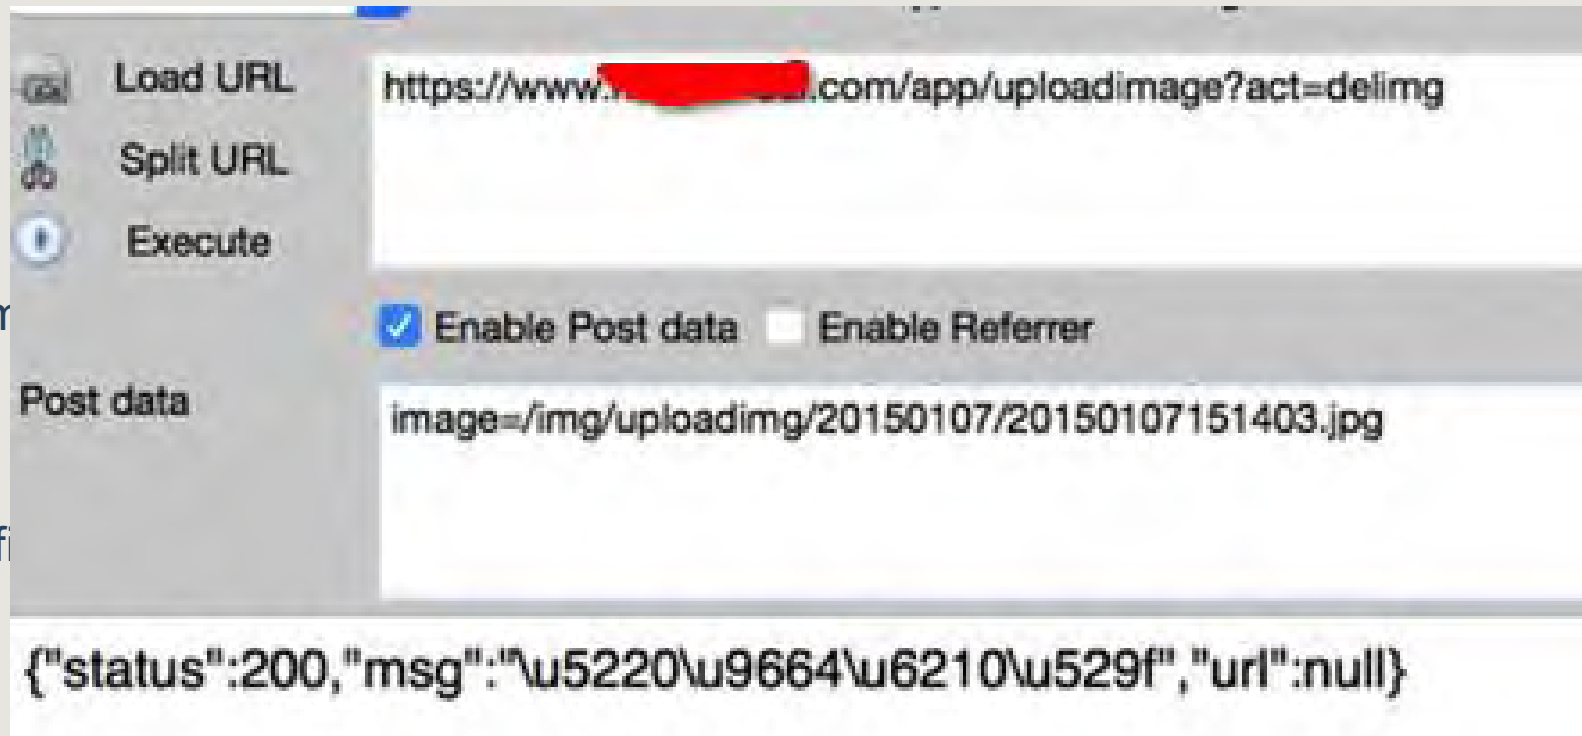 Load URL
https://www. .com/app/uploadimage?act=delimg
Split URL
Execute
Enable Post data Enable Referrer
Post data
image=/img/uploadimg/20150107/20150107151403.jpg
{"status":200,"msg":"\u5220\u9664\u6210\u529f","url":null}